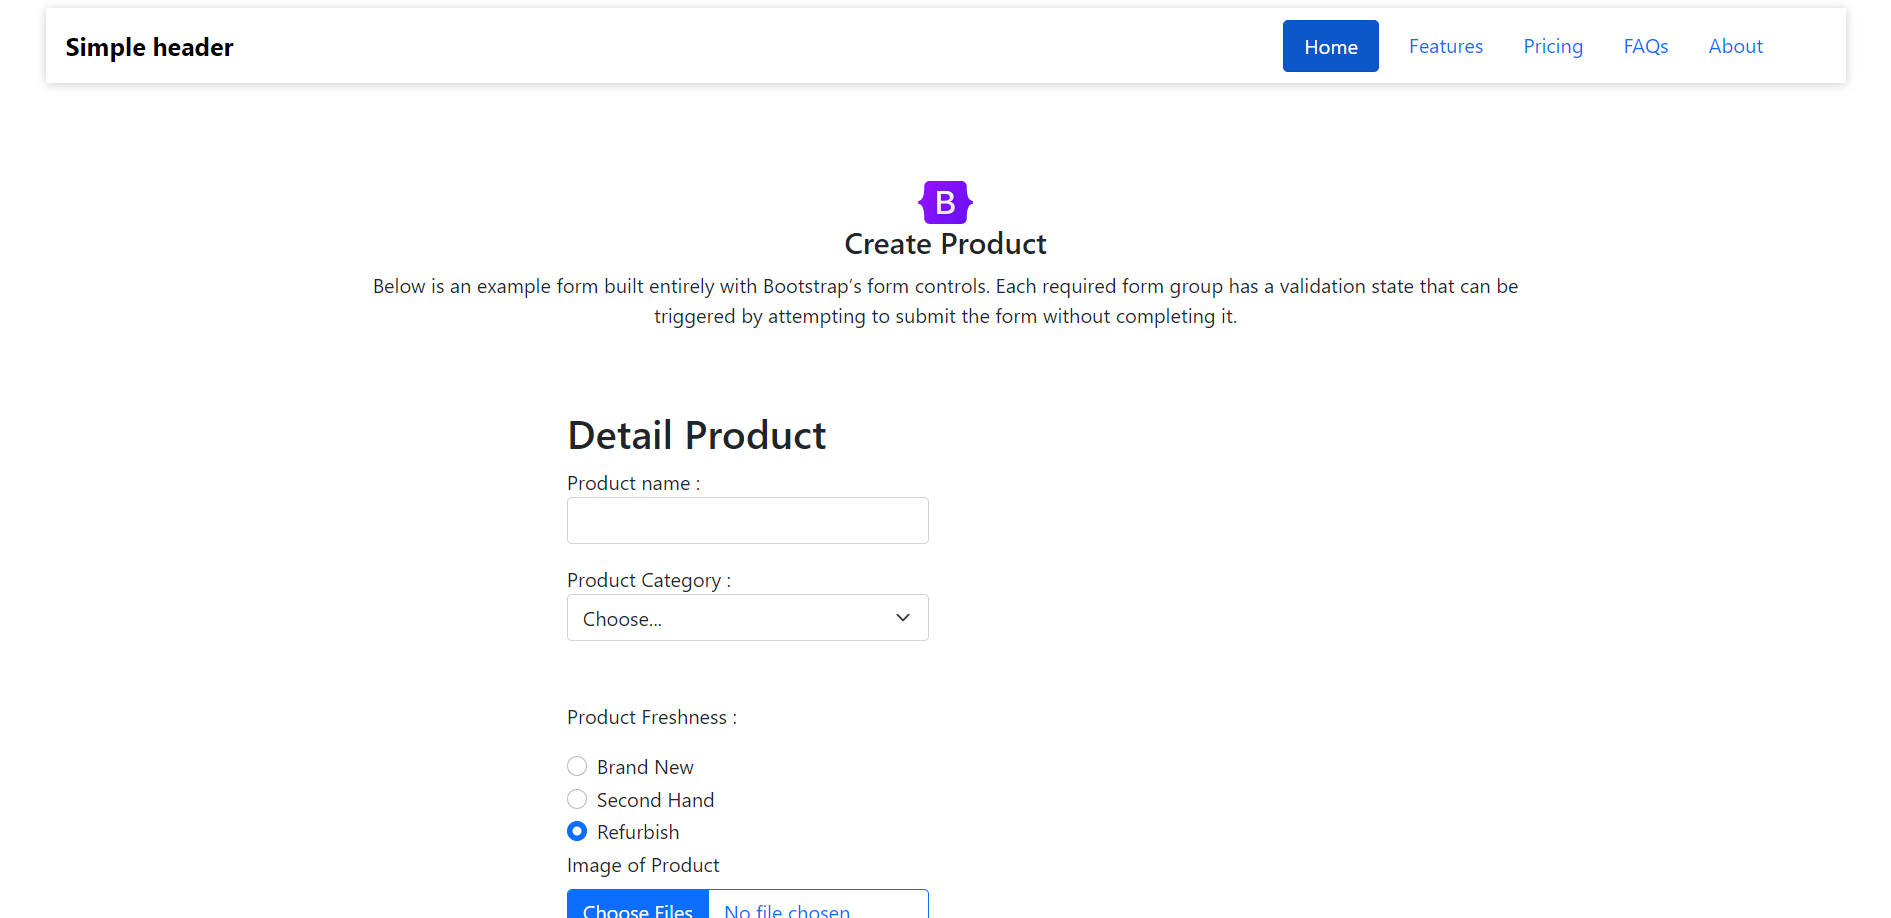 Simple header
Home Features Pricing FAQs About
B
Create Product
Below is an example form built entirely with Bootstrap’s form controls. Each required form group has a validation state that can be
triggered by attempting to submit the form without completing it.
Detail Product
Product name :
Product Category :
Choose...
Product Freshness :
Brand New
Second Hand
Refurbish
Image of Product
Choose Files No file chosen